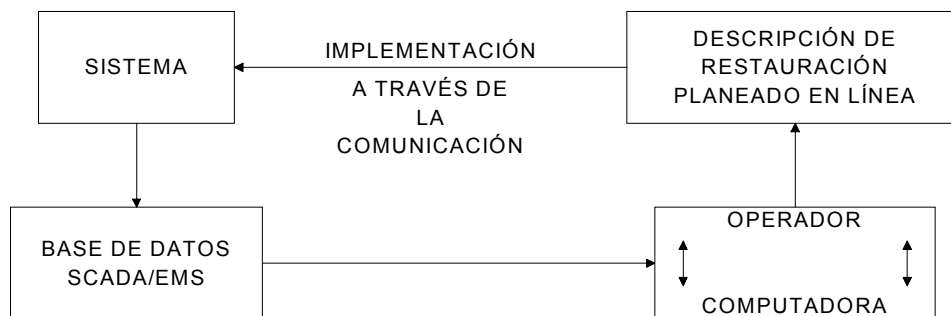 SISTEMA
IMPLEMENTACIÓN
A TRAVÉS DE
LA
COMUNICACIÓN
DESCRIPCIÓN DE
RESTAURACIÓN
PLANEADO EN LÍNEA
BASE DE DATOS
SCADA/EMS
OPERADOR
COMPUTADORA